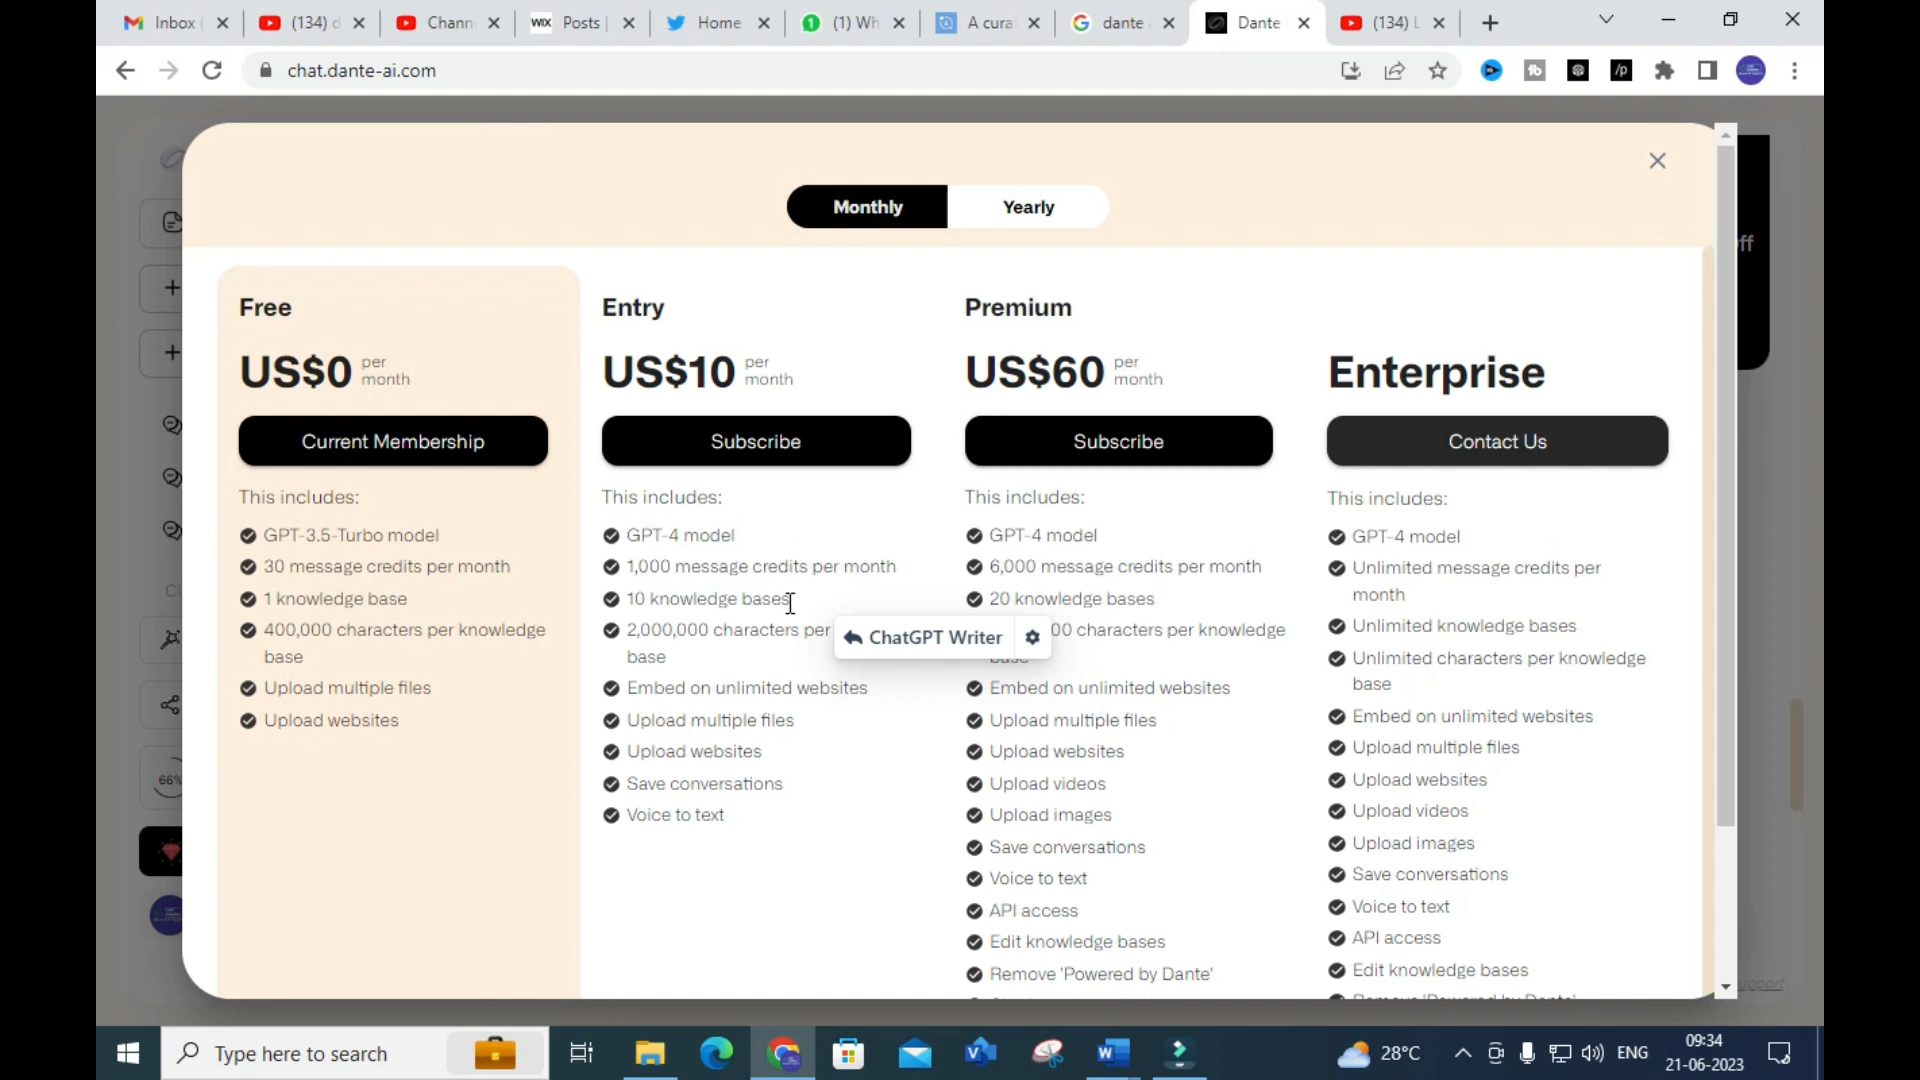 Inbox (
(134) d
Chann
WIX
Posts |
Home
(1) Wh
A cura
dante
Dante
(134) L
chat.dante-ai.com
Monthly
Yearly
ff
Free
US$0 per month
Current Membership
This includes:
GPT-3.5-Turbo model
30 message credits per month
1 knowledge base
400,000 characters per knowledge
base
Upload multiple files
Upload websites
Entry
US$10 per month
Subscribe
This includes:
GPT-4 model
1,000 message credits per month
10 knowledge bases
2,000,000 characters per
base
Embed on unlimited websites
Upload multiple files
Upload websites
Save conversations
Voice to text
ChatGPT Writer
Premium
US$60 per month
Subscribe
This includes:
GPT-4 model
6,000 message credits per month
20 knowledge bases
00 characters per knowledge
base
Embed on unlimited websites
Upload multiple files
Upload websites
Upload videos
Upload images
Save conversations
Voice to text
API access
Edit knowledge bases
Remove 'Powered by Dante'
Enterprise
Contact Us
This includes:
GPT-4 model
Unlimited message credits per
month
Unlimited knowledge bases
Unlimited characters per knowledge
base
Embed on unlimited websites
Upload multiple files
Upload websites
Upload videos
Upload images
Save conversations
Voice to text
API access
Edit knowledge bases
Remove 'Powered by Dante'
66%
upport
Type here to search
28°C
ENG
09:34
21-06-2023